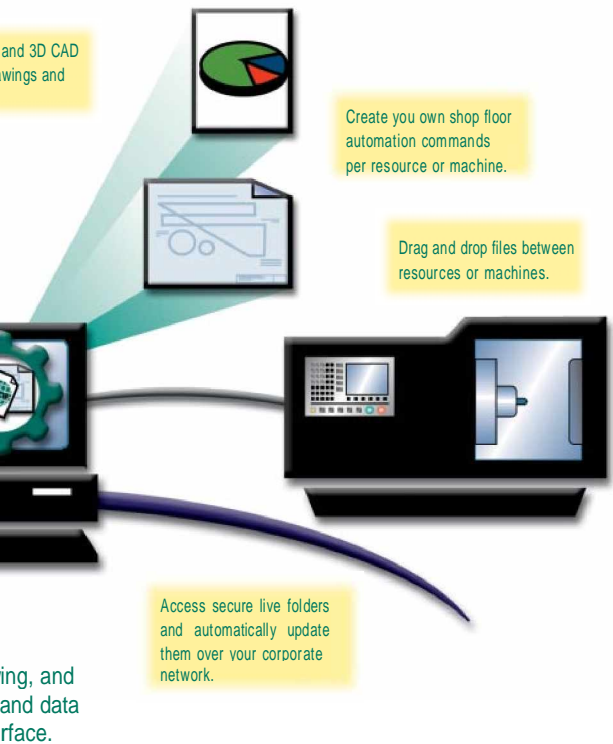 and 3D CAD
awings and
Create you own shop floor
automation commands
per resource or machine.
Drag and drop files between
resources or machines.
Access secure live folders
and automatically update
them over your corporate
network.
ing, and
and data
rface.